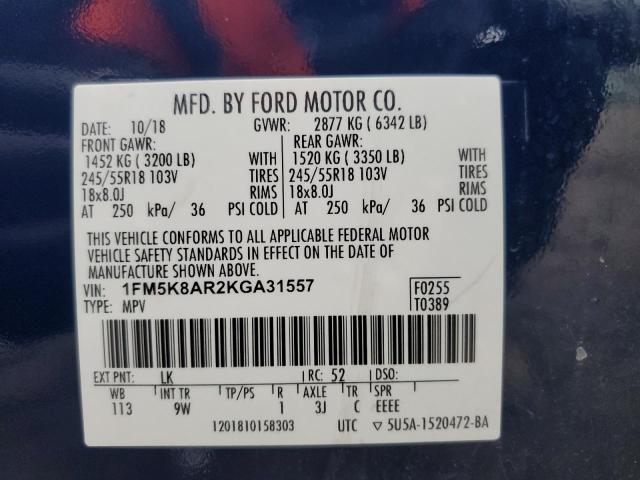 MFD. BY FORD MOTOR CO.
DATE: 10/18 GVWR: 2877 KG ( 6342 LB)
FRONT GAWR: REAR GAWR:
1452 KG ( 3200 LB) WITH 1520 KG ( 3350 LB) WITH
245/55R18 103V TIRES 245/55R18 103V TIRES
18x8.0J RIMS 18x8.0J RIMS
AT 250 kPa/ 36 PSI COLD AT 250 kPa/ 36 PSI COLD
THIS VEHICLE CONFORMS TO ALL APPLICABLE FEDERAL MOTOR
VEHICLE SAFETY STANDARDS IN EFFECT ON THE DATE OF
MANUFACTURE SHOWN ABOVE.
VIN: 1FM5K8AR2KGA31557 F0255
TYPE: MPV T0389
EXT PNT: LK RC: 52 DSO:
WB INT TR TP/PS R AXLE TR SPR
113 9W 1 3J C EEEE
1201810158303 UTC ▽ 5U5A-1520472-BA